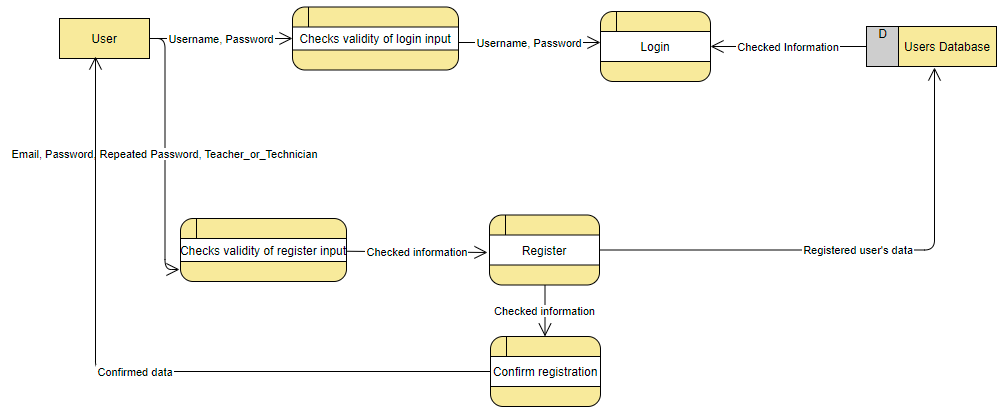 User
Username, Password
Checks validity of login input
Username, Password
Login
Checked Information
D
Users Database
Email, Password, Repeated Password, Teacher_or_Technician
Checks validity of register input
Checked information
Register
Registered user's data
Checked information
Confirm registration
Confirmed data